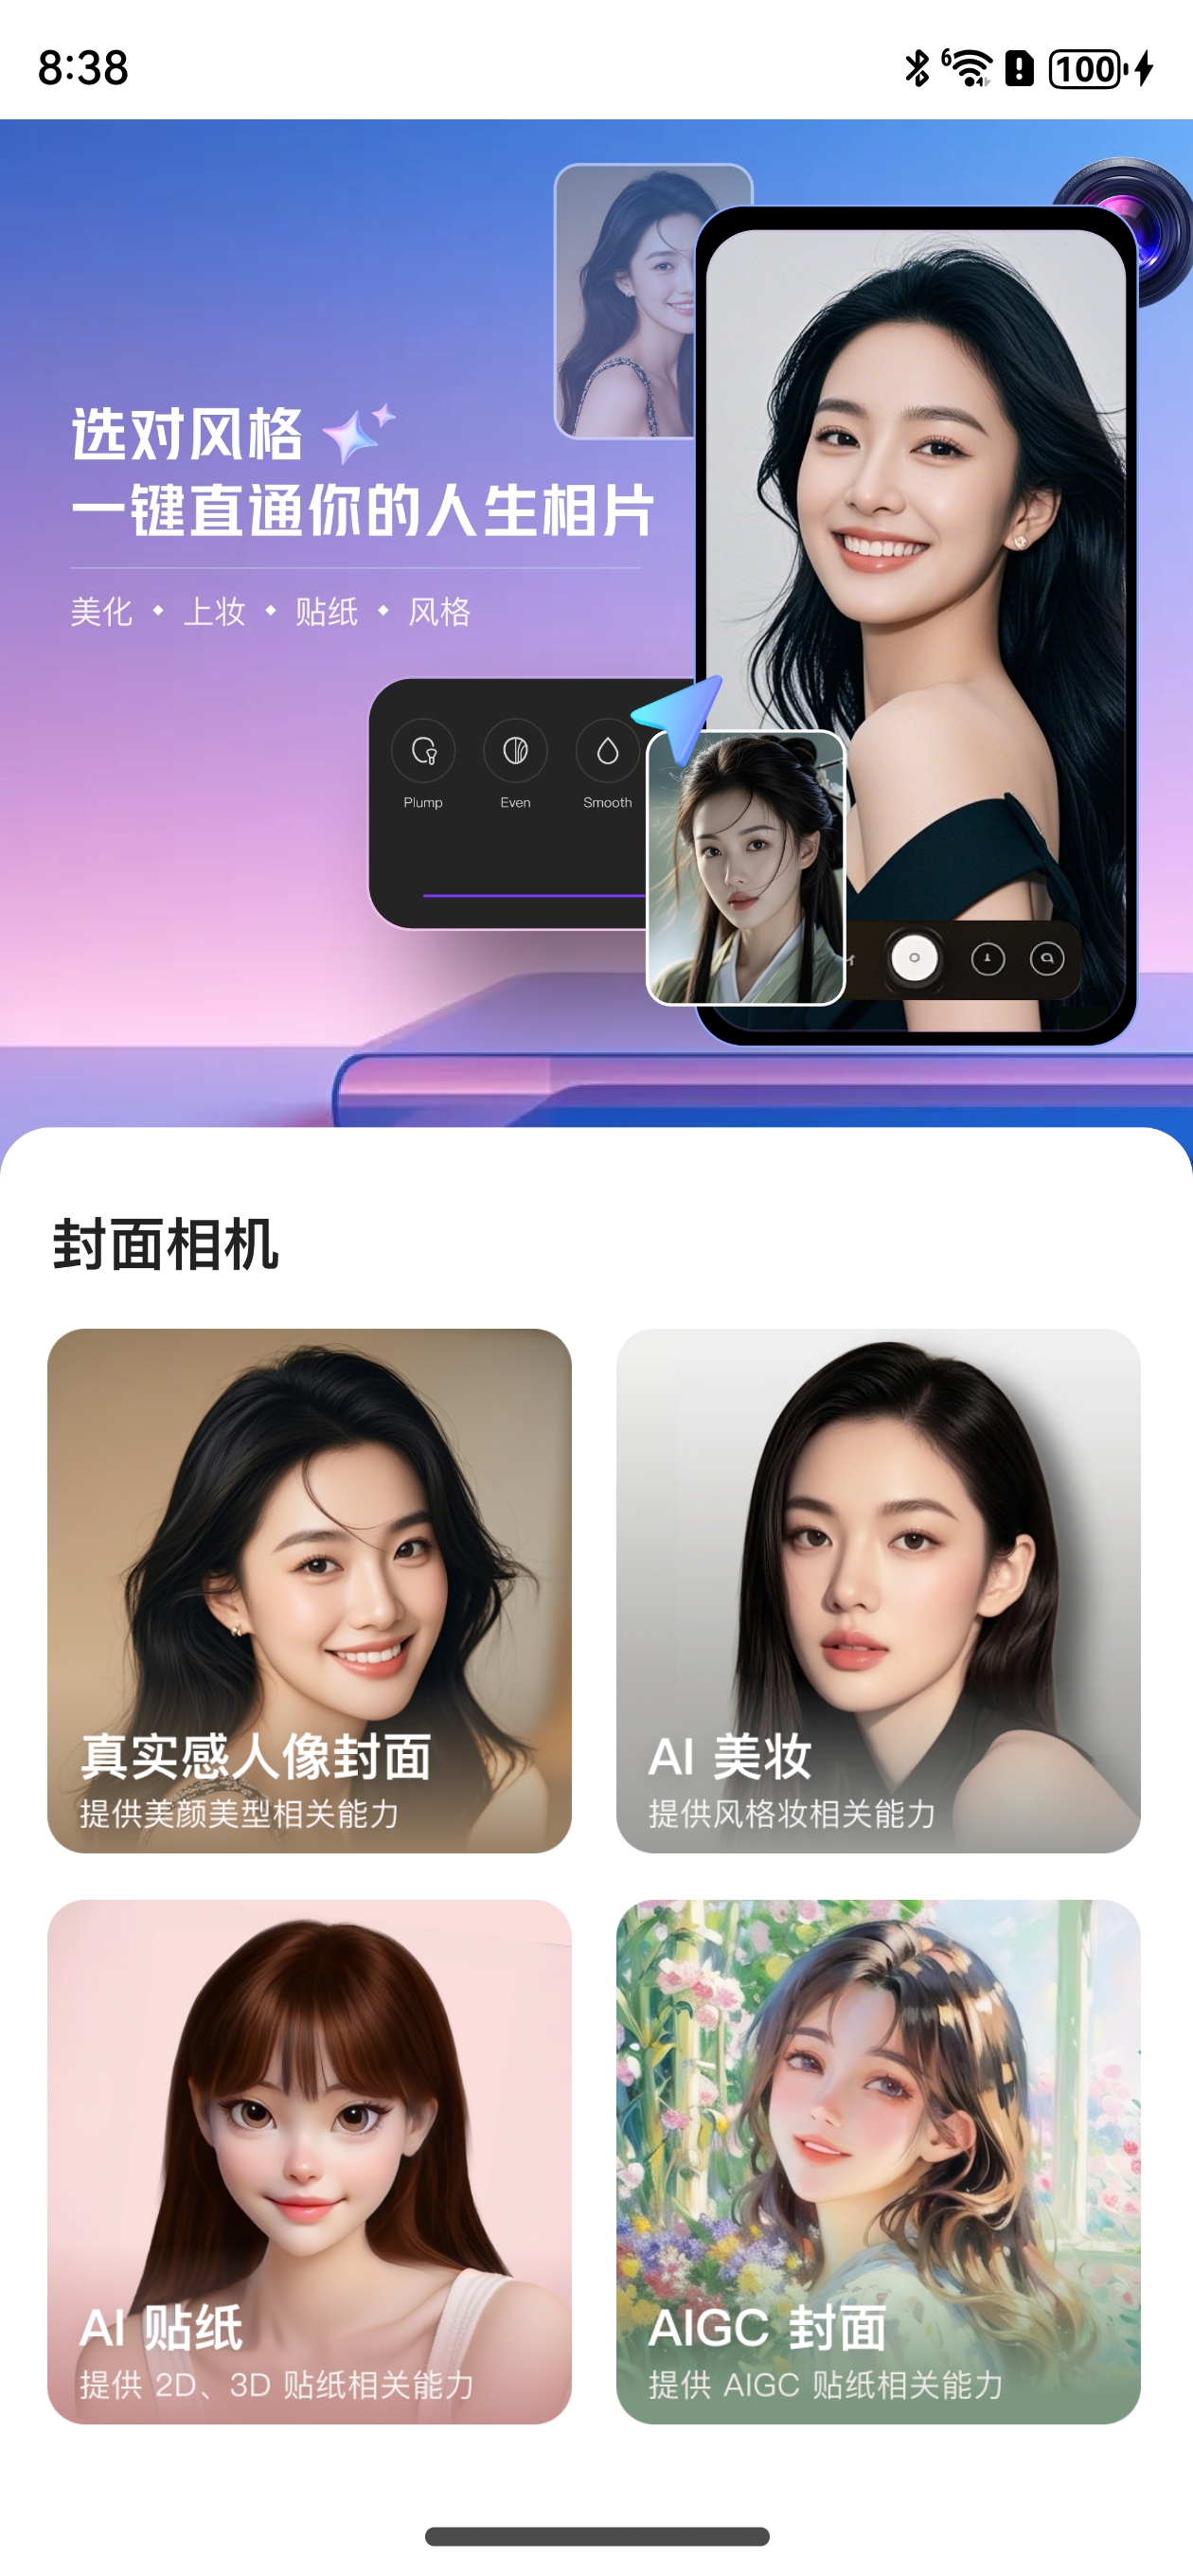 8:38
6
100
选对风格
一键直通你的人生相片
美化 • 上妆 • 贴纸 • 风格
Plump Even Smooth
封面相机
真实感人像封面
提供美颜美型相关能力
AI 美妆
提供风格妆相关能力
AI 贴纸
提供 2D、3D 贴纸相关能力
AIGC 封面
提供 AIGC 贴纸相关能力